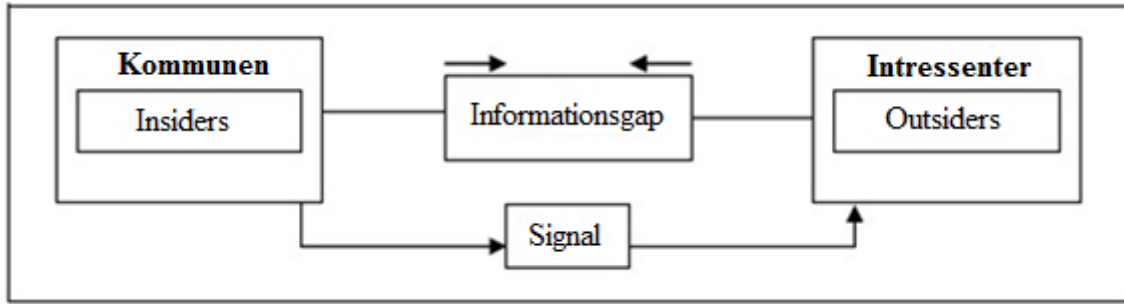 Kommunen
Insiders
Informationsgap
Intressenter
Outsiders
Signal